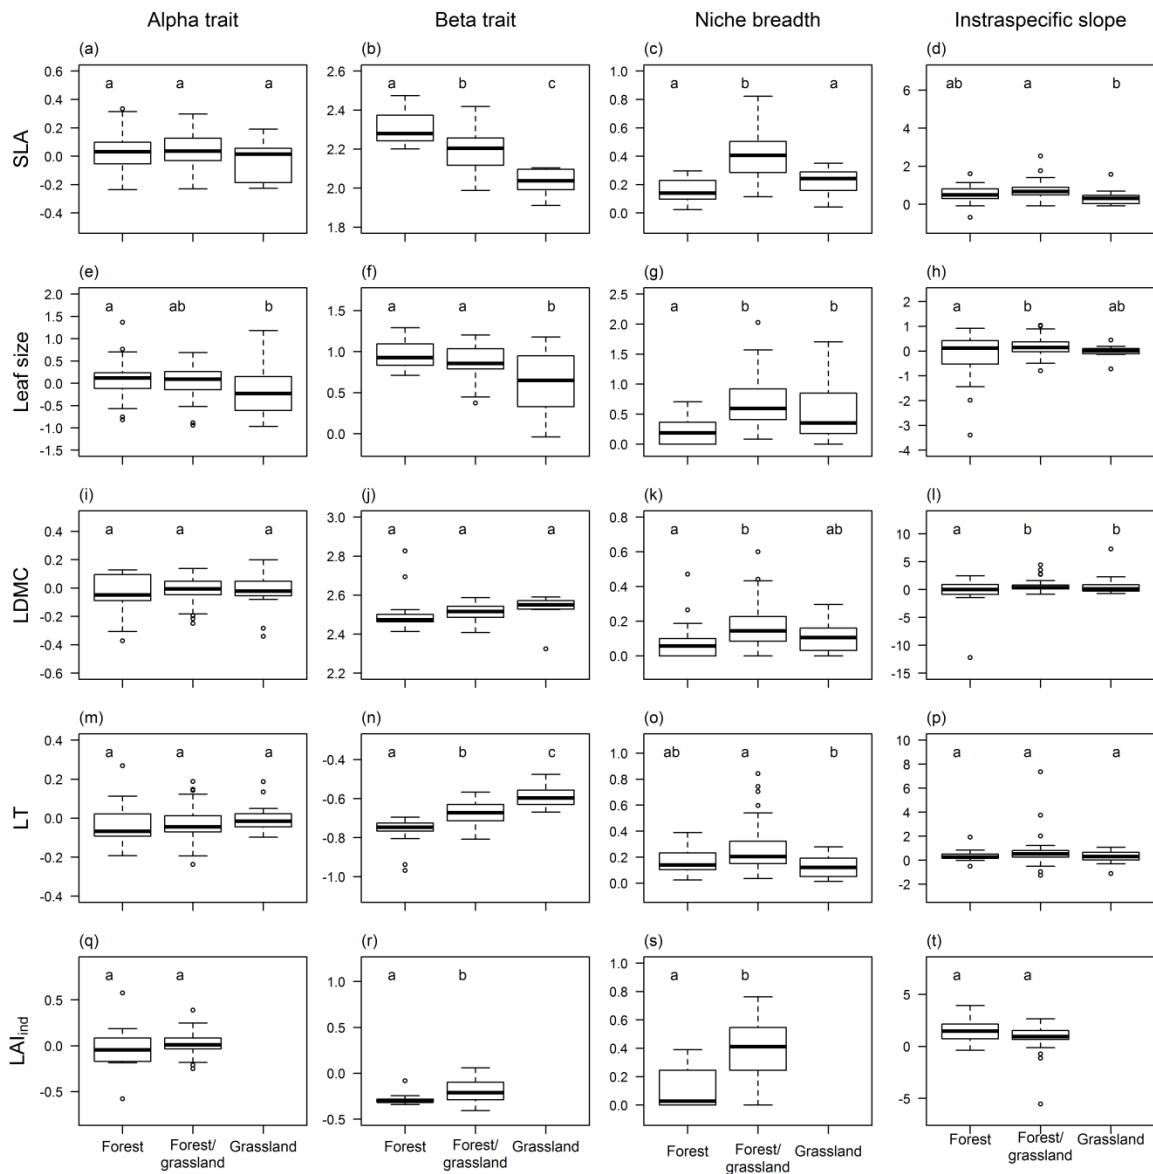 Alpha trait Beta trait Niche breadth Instraspecific slope
(a) (b) (c) (d)
SLA
0.6 0.4 0.2 0.0 -0.2 -0.4
a a a
2.6 2.4 2.2 2.0 1.8
a b c
1.0 0.8 0.6 0.4 0.2 0.0
a b a
6 4 2 0
ab a b
(e) (f) (g) (h)
Leaf size
2.0 1.5 1.0 0.5 0.0 -0.5 -1.0 -1.5
a ab b
1.5 1.0 0.5 0.0
a a b
2.5 2.0 1.5 1.0 0.5 0.0
a b b
2 1 0 -1 -2 -3 -4
a b ab
(i) (j) (k) (l)
LDMC
0.4 0.2 0.0 -0.2 -0.4 -0.6
a a a
3.0 2.8 2.6 2.4 2.2
a a a
0.8 0.6 0.4 0.2 0.0
a b ab
10 5 0 -5 -10 -15
a b b
(m) (n) (o) (p)
LT
0.4 0.2 0.0 -0.2 -0.4
a a a
-0.4 -0.6 -0.8 -1.0
a b c
1.0 0.8 0.6 0.4 0.2 0.0
ab a b
10 8 6 4 2 0 -2
a a a
(q) (r) (s) (t)
LAIind
0.5 0.0 -0.5
a a
1.0 0.5 0.0 -0.5
a b
1.0 0.8 0.6 0.4 0.2 0.0
a b
5 0 -5
a a
Forest Forest/ Grassland Forest Forest/ Grassland Forest Forest/ Grassland Forest Forest/ Grassland
grassland grassland grassland grassland